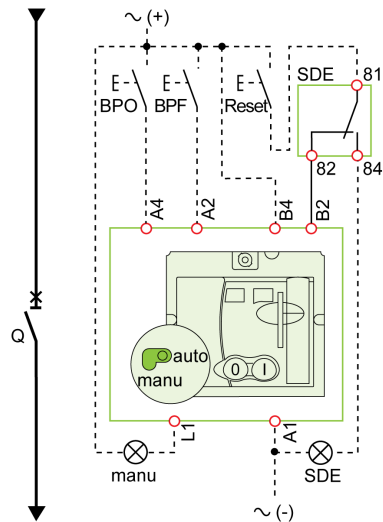 ~ (+)
SDE 81
BPO BPF Reset
82 84
A4 A2 B4 B2
Q
auto
manu
0 I
L1 A1
manu SDE
~ (-)